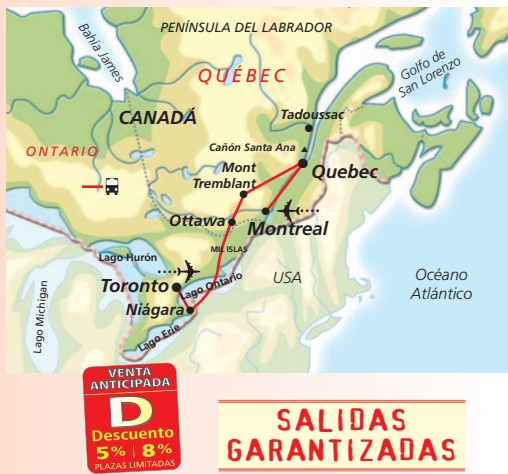 PENÍNSULA DEL LABRADOR
Bahía James
QUÉBEC
Golfo de
San Lorenzo
Tadoussac
CANADÁ
ONTARIO
Cañón Santa Ana
Mont
Tremblant
Quebec
Ottawa
Montreal
MIL ISLAS
Lago Hurón
Toronto
Lago Ontario
USA
Océano
Atlántico
Niágara
Lago Michigan
Lago Erie
VENTA
ANTICIPADA
D
Descuento
5% | 8%
PLAZAS LIMITADAS
SALIDAS
GARANTIZADAS